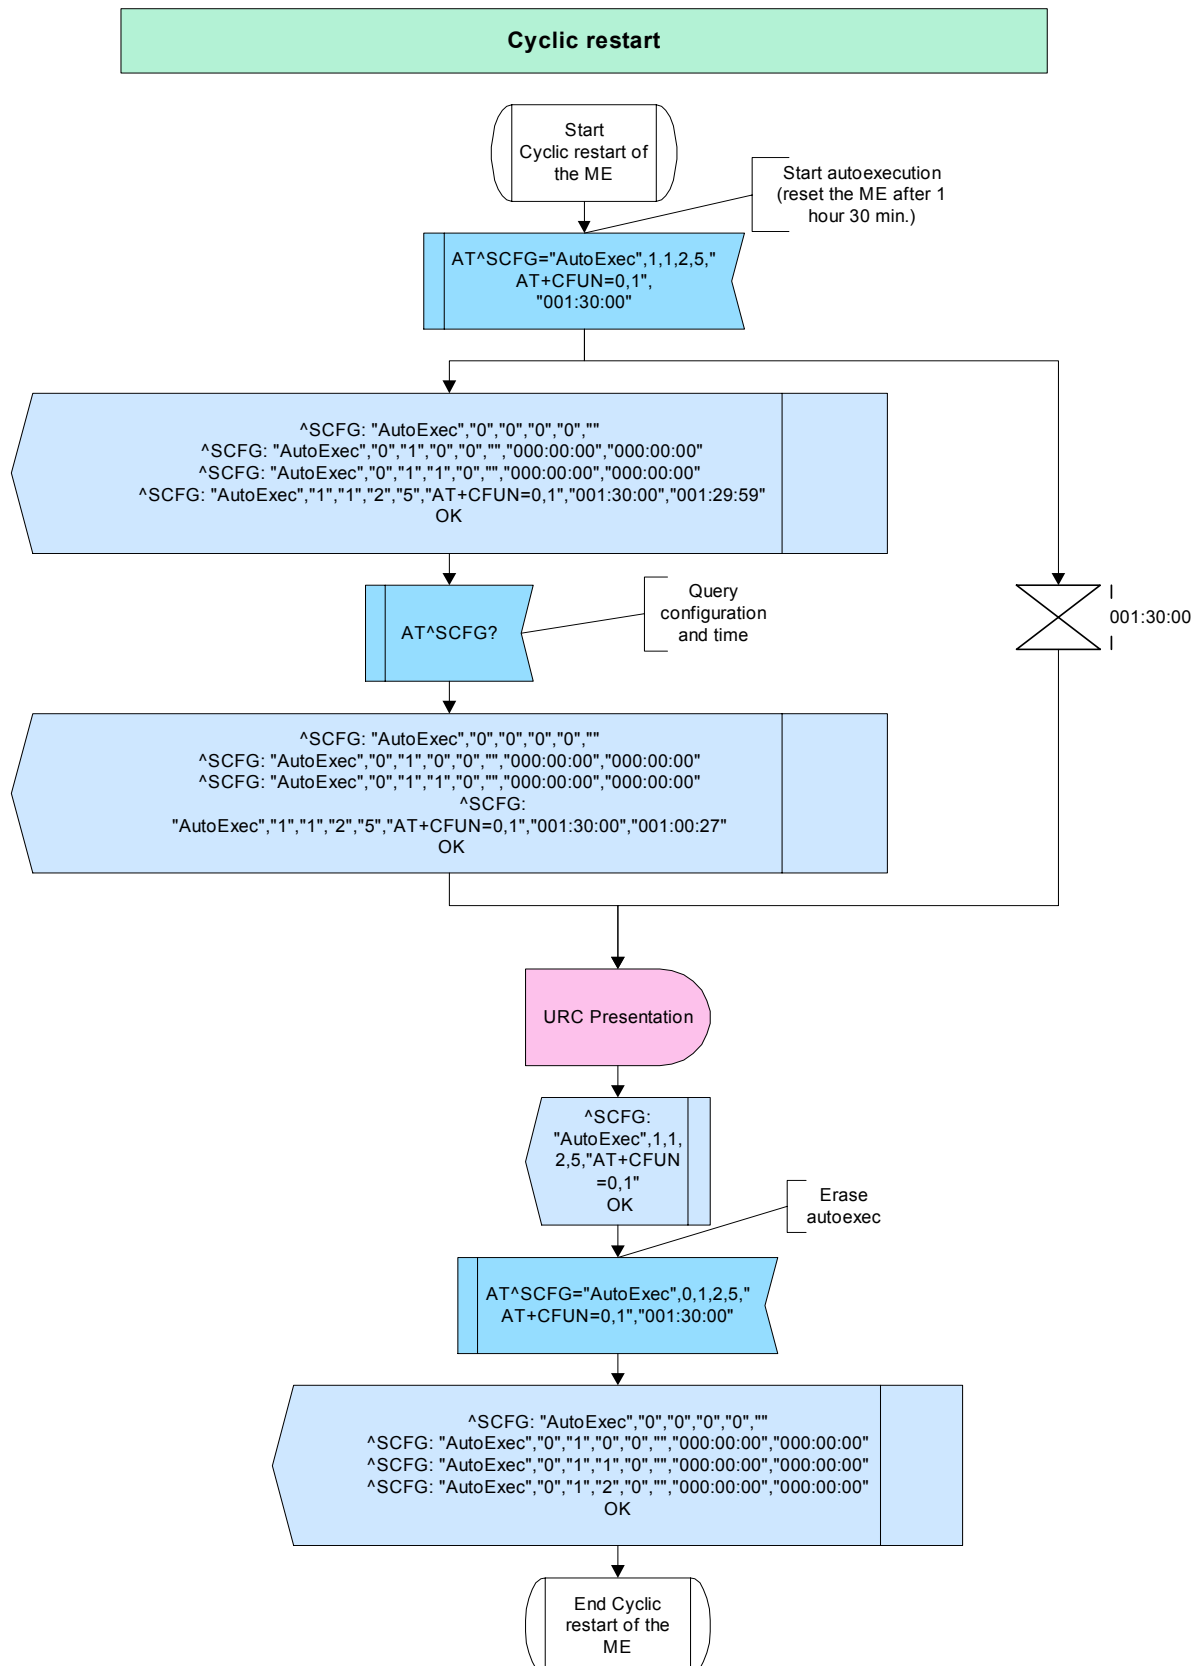 Cyclic restart
Start
Cyclic restart of
the ME
Start autoexecution
(reset the ME after 1
hour 30 min.)
AT^SCFG="AutoExec",1,1,2,5,"
AT+CFUN=0,1",
"001:30:00"
^SCFG: "AutoExec","0","0","0","0",""
^SCFG: "AutoExec","0","1","0","0","","000:00:00","000:00:00"
^SCFG: "AutoExec","0","1","1","0","","000:00:00","000:00:00"
^SCFG: "AutoExec","1","1","2","5","AT+CFUN=0,1","001:30:00","001:29:59"
OK
AT^SCFG?
Query
configuration
and time
001:30:00
^SCFG: "AutoExec","0","0","0","0",""
^SCFG: "AutoExec","0","1","0","0","","000:00:00","000:00:00"
^SCFG: "AutoExec","0","1","1","0","","000:00:00","000:00:00"
^SCFG:
"AutoExec","1","1","2","5","AT+CFUN=0,1","001:30:00","001:00:27"
OK
URC Presentation
^SCFG:
"AutoExec",1,1,
2,5,"AT+CFUN
=0,1"
OK
Erase
autoexec
AT^SCFG="AutoExec",0,1,2,5,"
AT+CFUN=0,1","001:30:00"
^SCFG: "AutoExec","0","0","0","0",""
^SCFG: "AutoExec","0","1","0","0","","000:00:00","000:00:00"
^SCFG: "AutoExec","0","1","1","0","","000:00:00","000:00:00"
^SCFG: "AutoExec","0","1","2","0","","000:00:00","000:00:00"
OK
End Cyclic
restart of the
ME